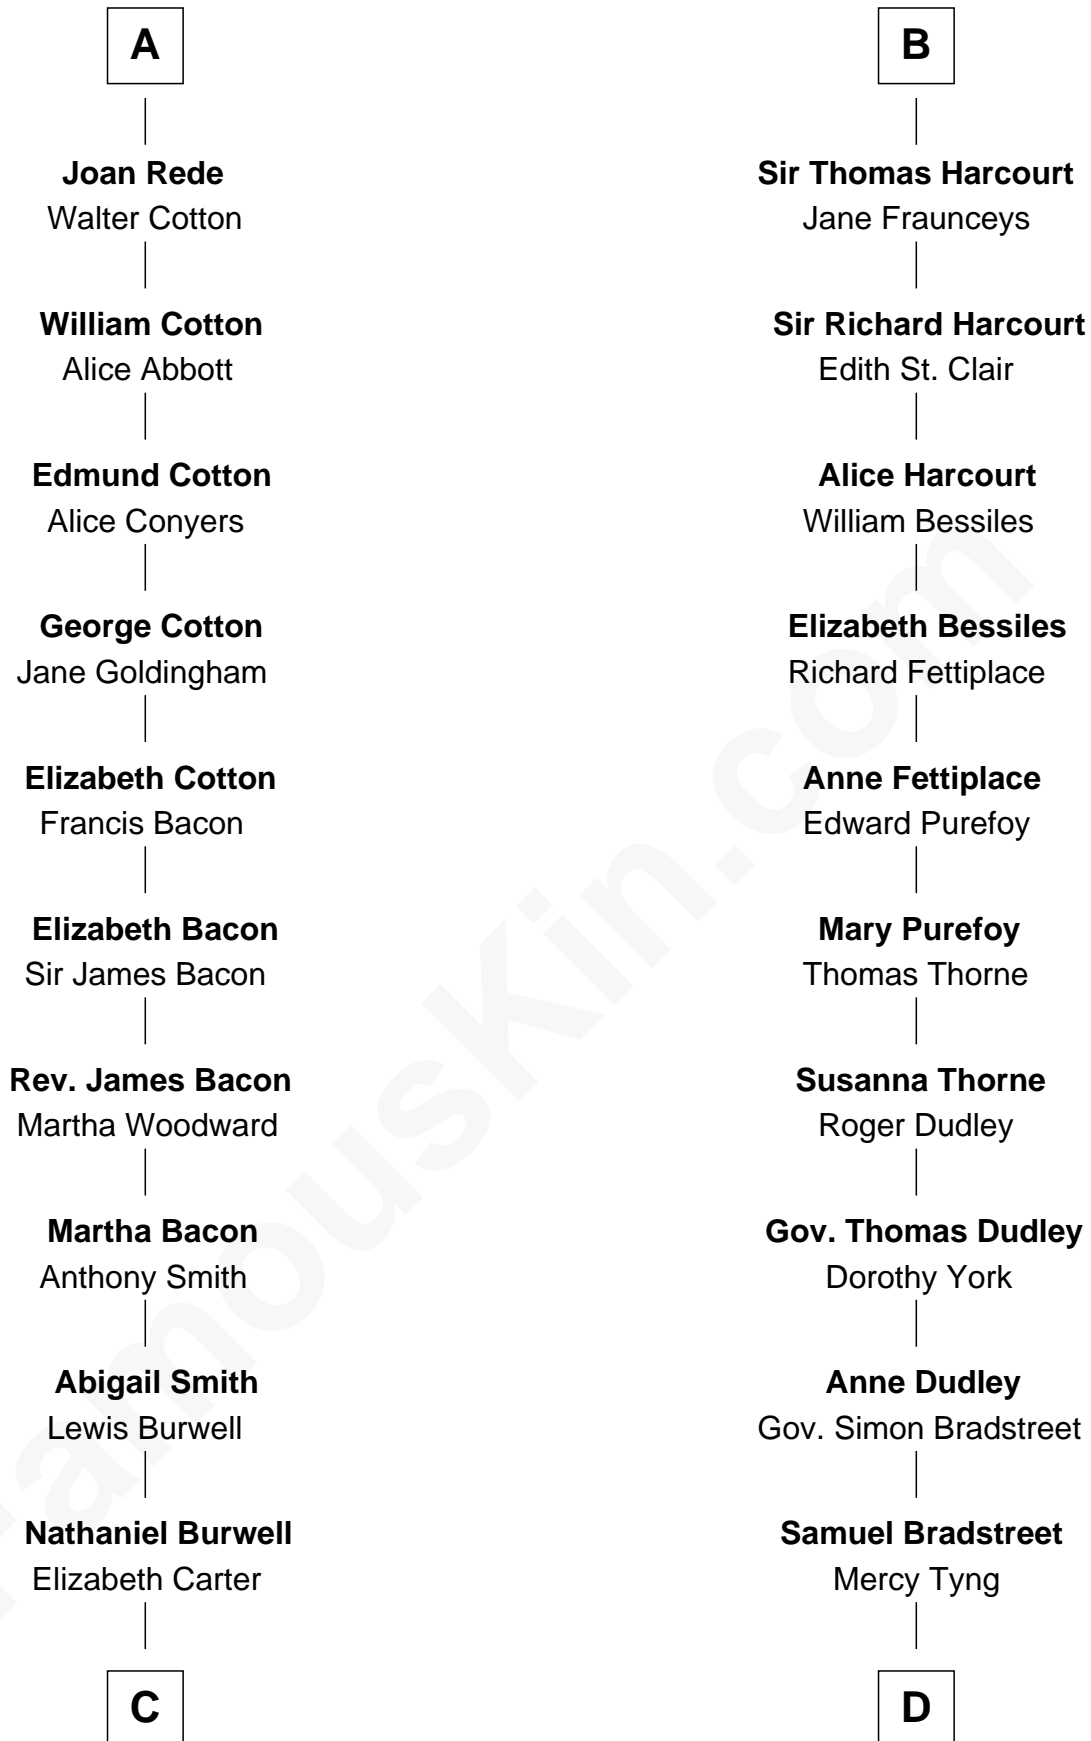 A
Joan Rede
Walter Cotton
William Cotton
Alice Abbott
Edmund Cotton
Alice Conyers
George Cotton
Jane Goldingham
Elizabeth Cotton
Francis Bacon
Elizabeth Bacon
Sir James Bacon
Rev. James Bacon
Martha Woodward
Martha Bacon
Anthony Smith
Abigail Smith
Lewis Burwell
Nathaniel Burwell
Elizabeth Carter
C
B
Sir Thomas Harcourt
Jane Fraunceys
Sir Richard Harcourt
Edith St. Clair
Alice Harcourt
William Bessiles
Elizabeth Bessiles
Richard Fettiplace
Anne Fettiplace
Edward Purefoy
Mary Purefoy
Thomas Thorne
Susanna Thorne
Roger Dudley
Gov. Thomas Dudley
Dorothy York
Anne Dudley
Gov. Simon Bradstreet
Samuel Bradstreet
Mercy Tyng
D
FamousKin.com